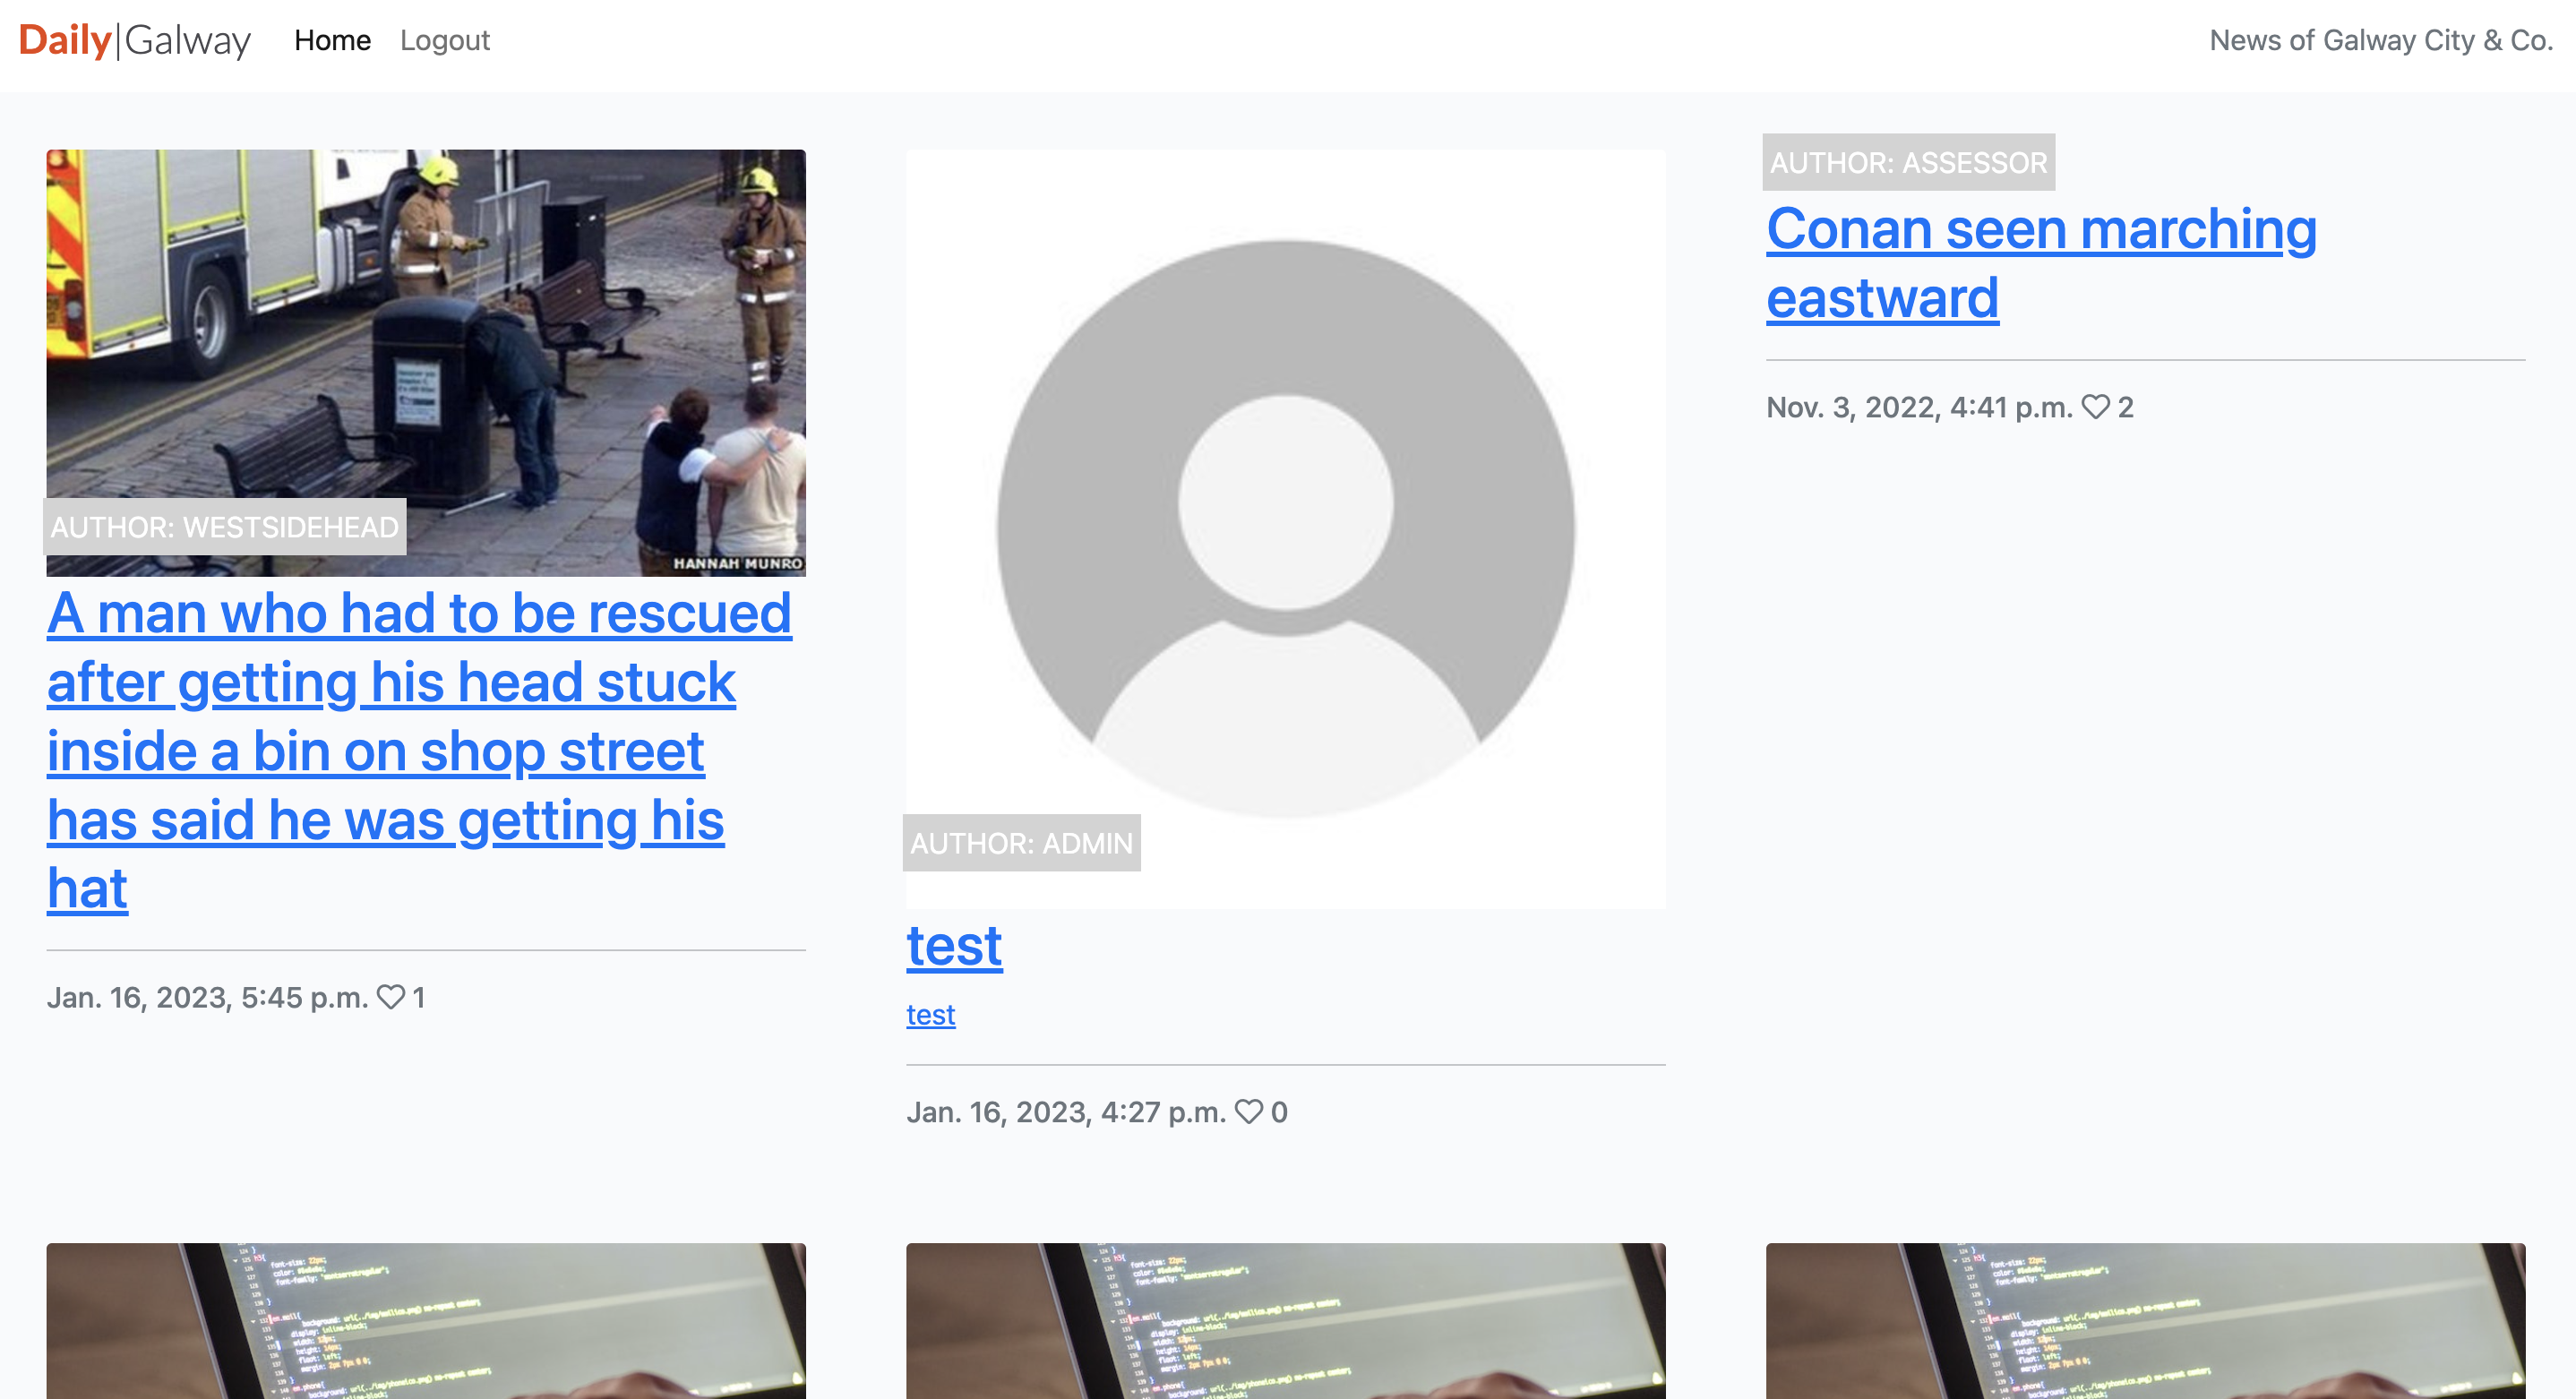 Daily|Galway Home Logout News of Galway City & Co.
HANNAH MUNRO
AUTHOR: WESTSIDEHEAD
A man who had to be rescued
after getting his head stuck
inside a bin on shop street
has said he was getting his
hat
Jan. 16, 2023, 5:45 p.m. 1
AUTHOR: ADMIN
test
test
Jan. 16, 2023, 4:27 p.m. 0
AUTHOR: ASSESSOR
Conan seen marching
eastward
Nov. 3, 2022, 4:41 p.m. 2